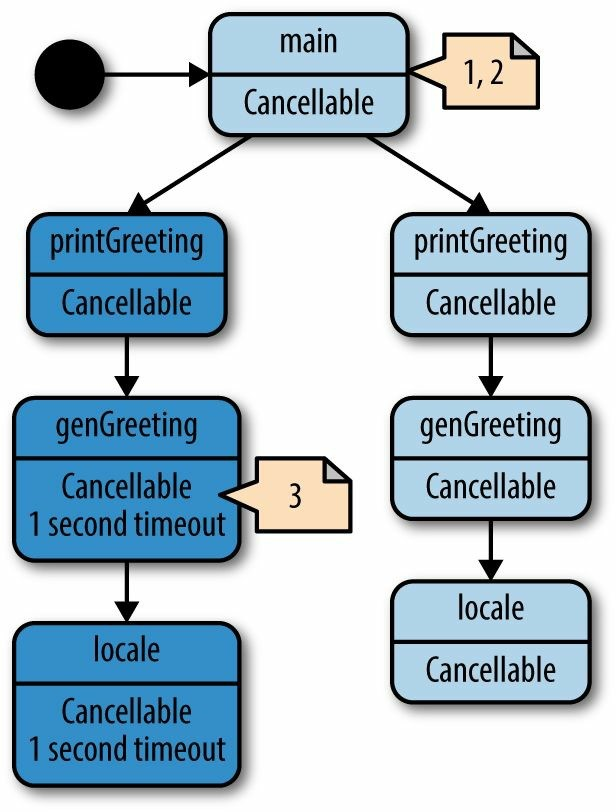 main
Cancellable
1, 2
printGreeting
Cancellable
printGreeting
Cancellable
genGreeting
Cancellable
1 second timeout
3
genGreeting
Cancellable
locale
Cancellable
1 second timeout
locale
Cancellable